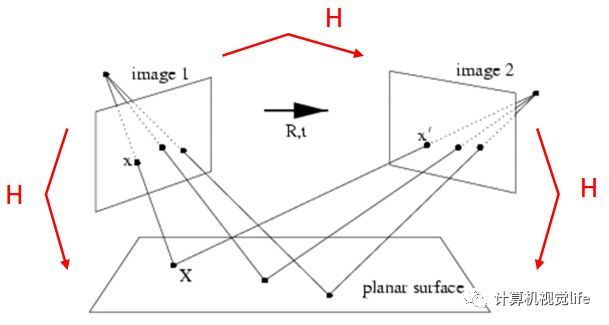 H
image 1
image 2
R,t
x
x'
H
H
X
planar surface
计算机视觉life